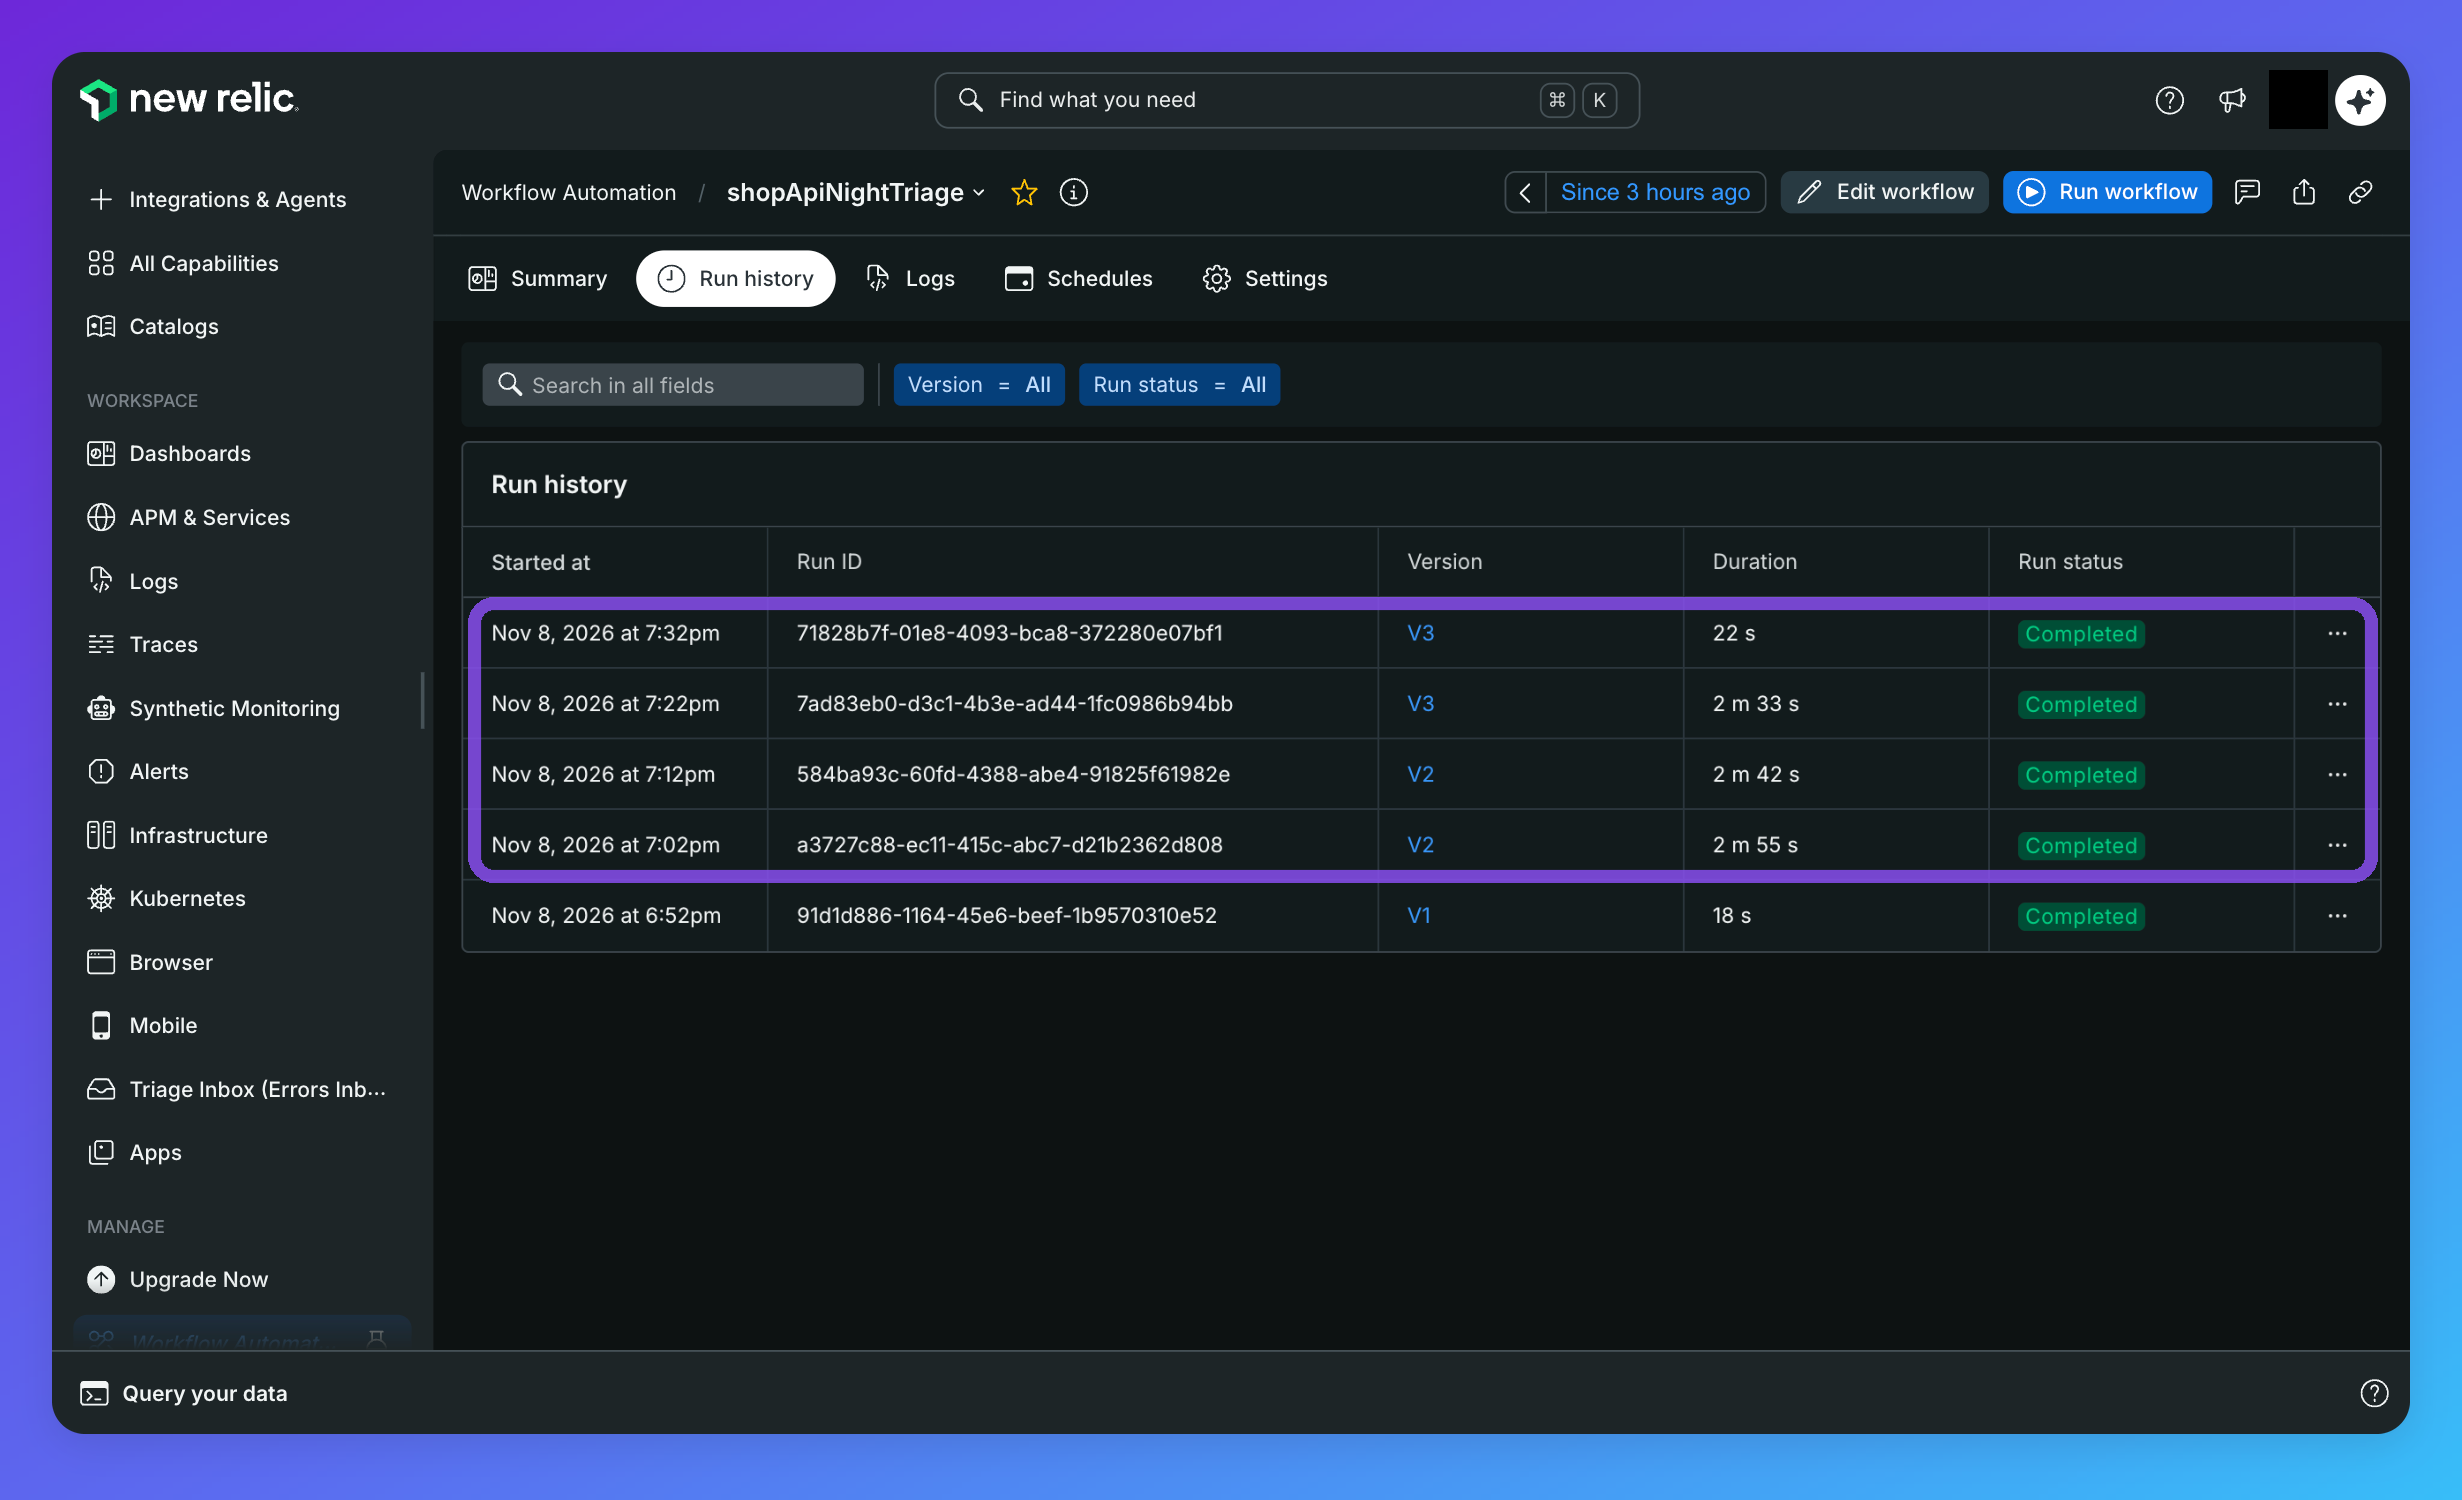 new relic
Find what you need
⌘ K
Integrations & Agents
All Capabilities
Catalogs
WORKSPACE
Dashboards
APM & Services
Logs
Traces
Synthetic Monitoring
Alerts
Infrastructure
Kubernetes
Browser
Mobile
Triage Inbox (Errors Inb...
Apps
MANAGE
Upgrade Now
Workflow Automat...
Workflow Automation / shopApiNightTriage
Since 3 hours ago
Edit workflow
Run workflow
Summary
Run history
Logs
Schedules
Settings
Search in all fields
Version = All
Run status = All
Run history
Started at Run ID Version Duration Run status
Nov 8, 2026 at 7:32pm 71828b7f-01e8-4093-bca8-372280e07bf1 V3 22 s Completed ...
Nov 8, 2026 at 7:22pm 7ad83eb0-d3c1-4b3e-ad44-1fc0986b94bb V3 2 m 33 s Completed ...
Nov 8, 2026 at 7:12pm 584ba93c-60fd-4388-abe4-91825f61982e V2 2 m 42 s Completed ...
Nov 8, 2026 at 7:02pm a3727c88-ec11-415c-abc7-d21b2362d808 V2 2 m 55 s Completed ...
Nov 8, 2026 at 6:52pm 91d1d886-1164-45e6-beef-1b9570310e52 V1 18 s Completed ...
Query your data